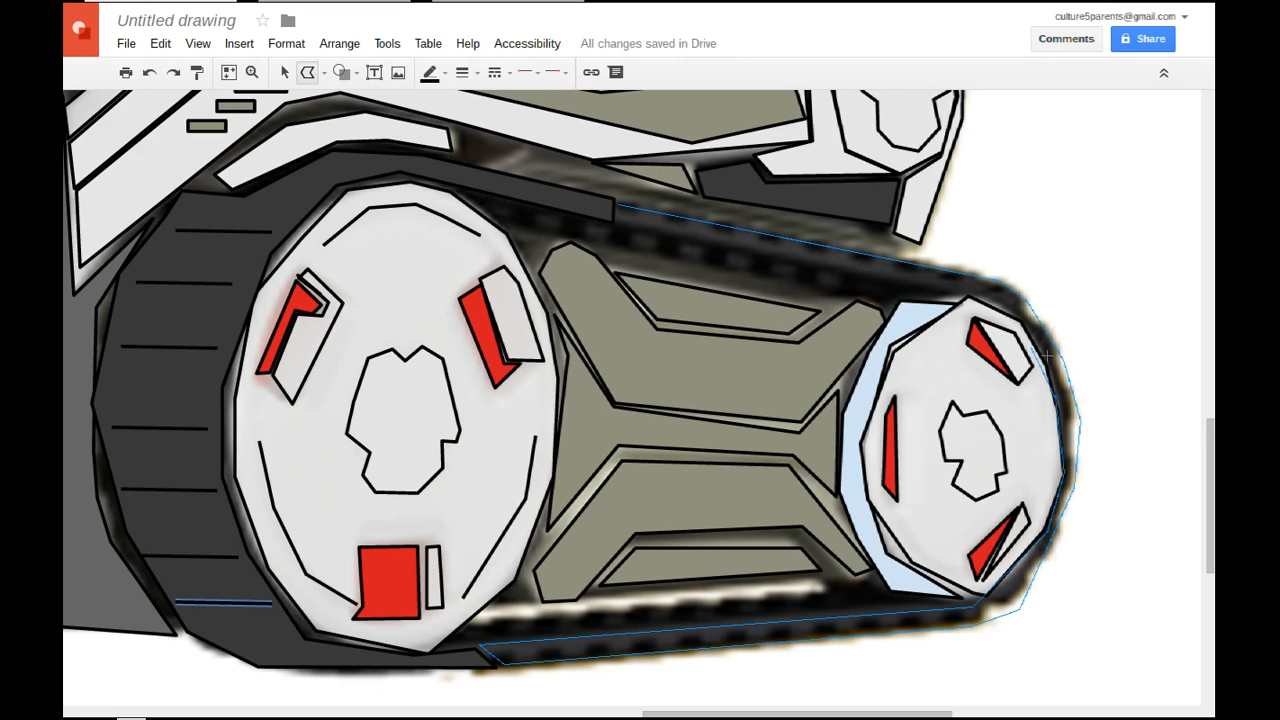 Untitled drawing
culture5parents@gmail.com
File Edit View Insert Format Arrange Tools Table Help Accessibility All changes saved in Drive
Comments
Share